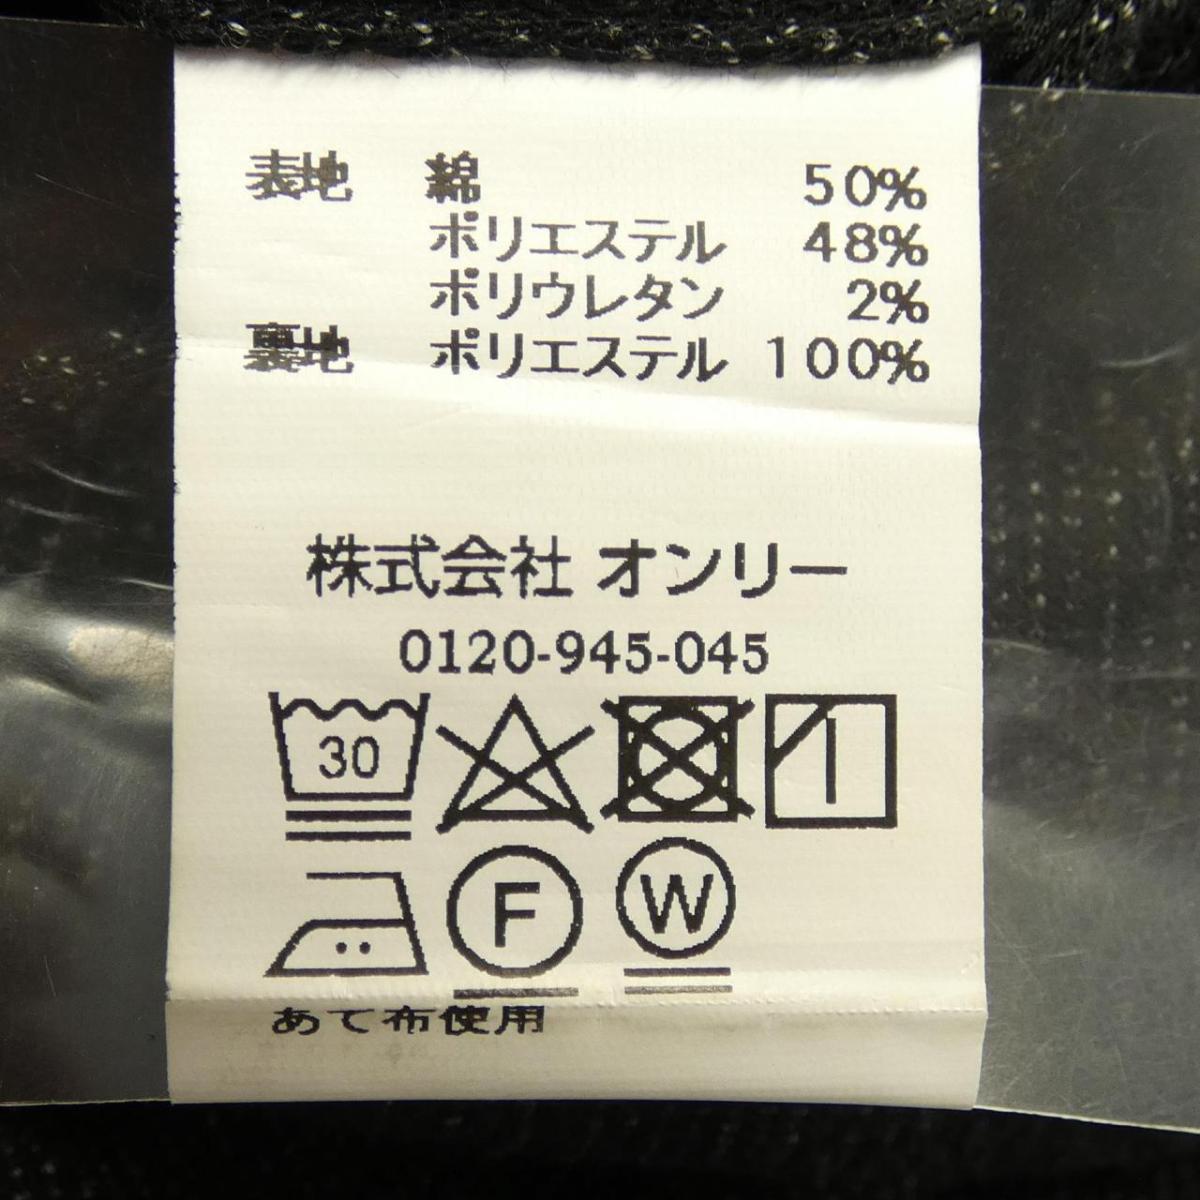 表地 綿 50%
ポリエステル 48%
ポリウレタン 2%
裏地 ポリエステル 100%
株式会社 オンリー
0120-945-045
30
F W
あて布使用